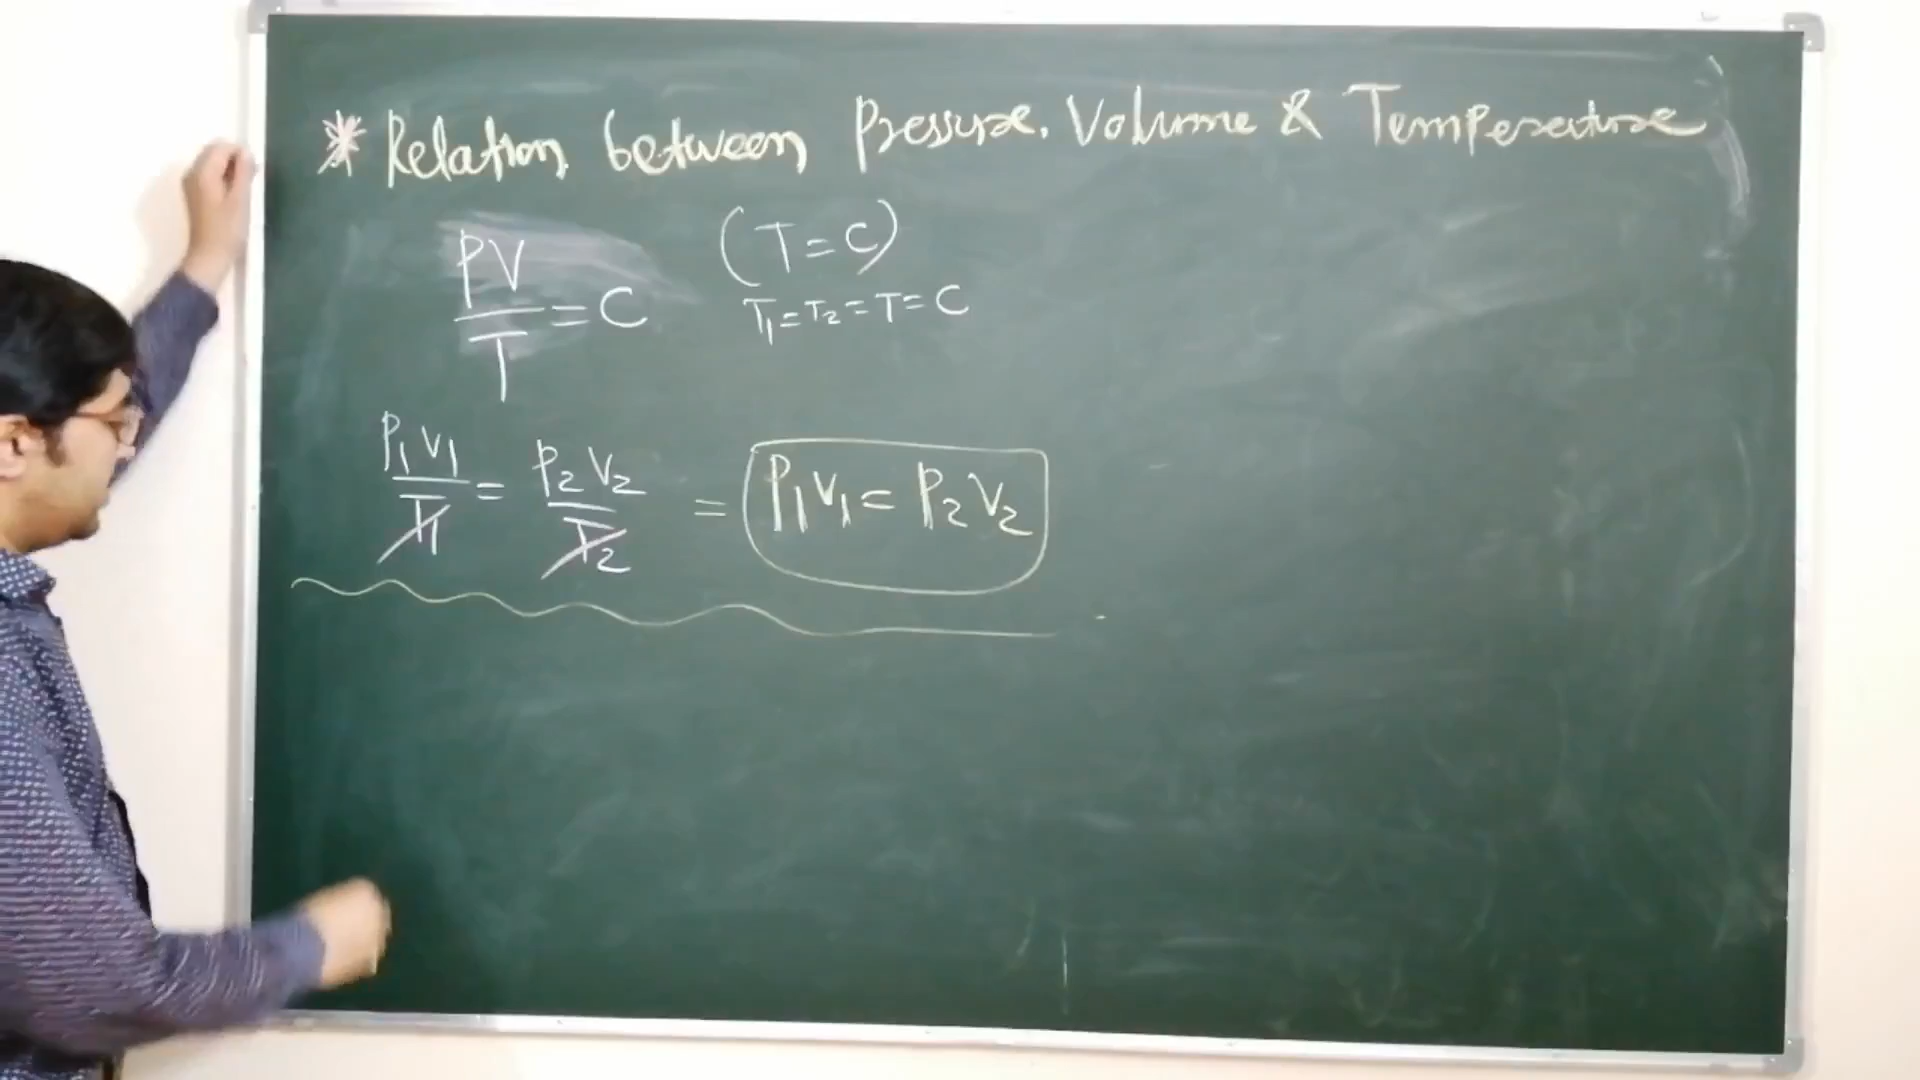 * Relation between Pressure, Volume & Temperature
PV/T = C (T = C)
T₁ = T₂ = T = C
P₁V₁/T₁ = P₂V₂/T₂ = P₁V₁ = P₂V₂